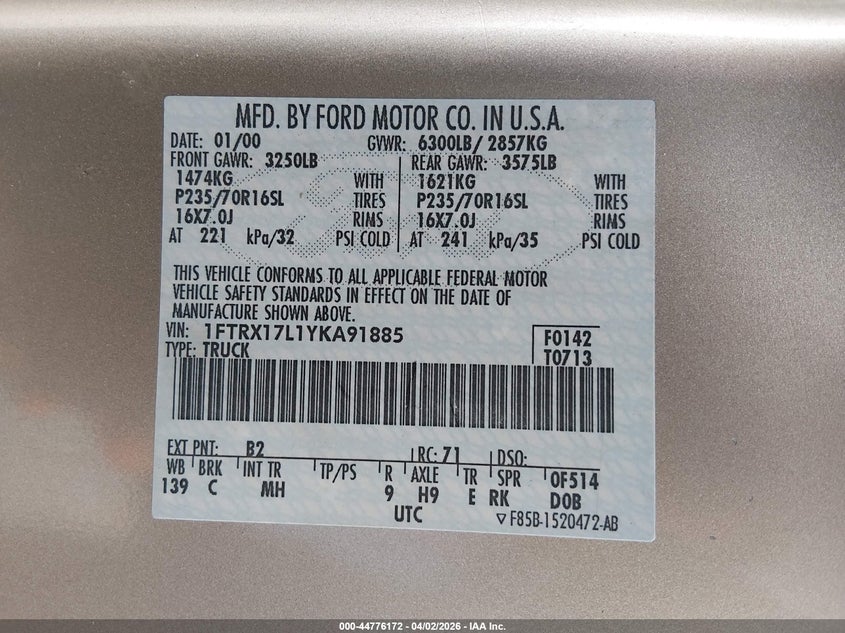 MFD. BY FORD MOTOR CO. IN U.S.A.
DATE: 01/00 GVWR: 6300LB/ 2857KG
FRONT GAWR: 3250LB REAR GAWR: 3575LB
1474KG WITH 1621KG WITH
P235/70R16SL TIRES P235/70R16SL TIRES
16X7.0J RIMS 16X7.0J RIMS
AT 221 kPa/32 PSI COLD AT 241 kPa/35 PSI COLD
THIS VEHICLE CONFORMS TO ALL APPLICABLE FEDERAL MOTOR
VEHICLE SAFETY STANDARDS IN EFFECT ON THE DATE OF
MANUFACTURE SHOWN ABOVE.
VIN: 1FTRX17L1YKA91885 F0142
TYPE: TRUCK T0713
EXT PNT: B2 RC: 71 DSO:
WB BRK INT TR TP/PS R AXLE TR SPR 0F514
139 C MH 9 H9 E RK DOB
UTC F85B-1520472-AB
000-44776172 | 04/02/2026 - IAA Inc. |